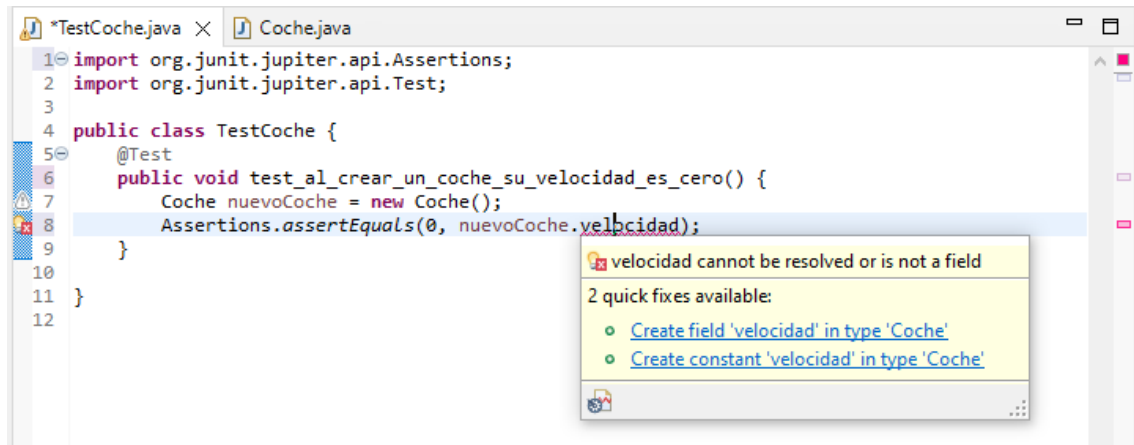 *TestCoche.java Coche.java
1 import org.junit.jupiter.api.Assertions;
2 import org.junit.jupiter.api.Test;
3
4 public class TestCoche {
5 @Test
6 public void test_al_crear_un_coche_su_velocidad_es_cero() {
7 Coche nuevoCoche = new Coche();
8 Assertions.assertEquals(0, nuevoCoche.velocidad);
9 }
10
11 }
12
velocidad cannot be resolved or is not a field
2 quick fixes available:
Create field 'velocidad' in type 'Coche'
Create constant 'velocidad' in type 'Coche'